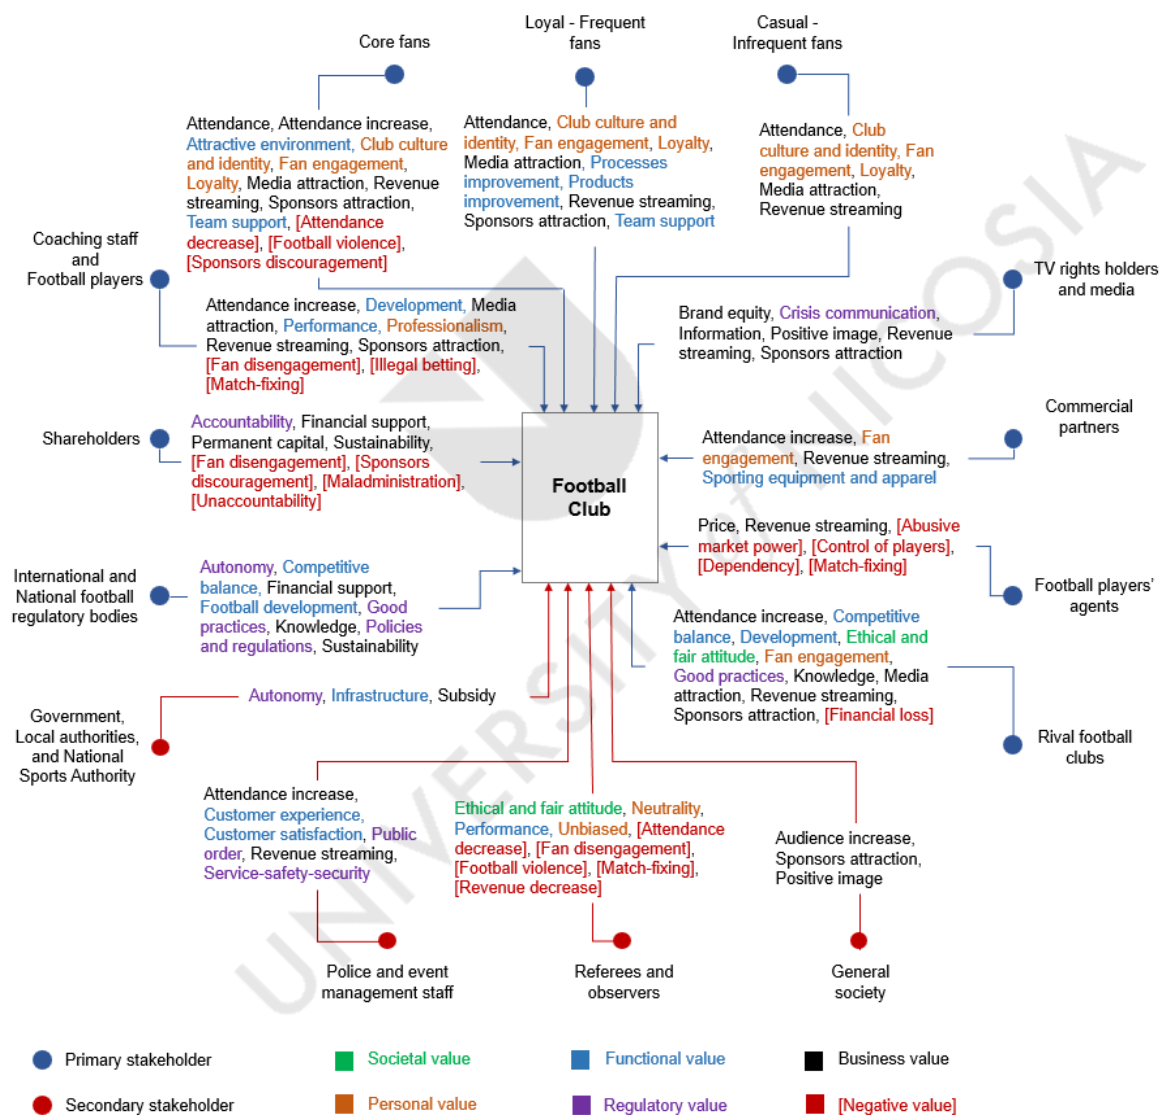 Core fans
Loyal - Frequent
fans
Casual -
Infrequent fans
Attendance, Attendance increase,
Attractive environment, Club culture
and identity, Fan engagement,
Loyalty, Media attraction, Revenue
streaming, Sponsors attraction,
Team support, [Attendance
decrease], [Football violence],
[Sponsors discouragement]
Attendance, Club culture and
identity, Fan engagement, Loyalty,
Media attraction, Processes
improvement, Products
improvement, Revenue streaming,
Sponsors attraction, Team support
Attendance, Club
culture and identity, Fan
engagement, Loyalty,
Media attraction,
Revenue streaming
Coaching staff
and
Football players
Attendance increase, Development, Media
attraction, Performance, Professionalism,
Revenue streaming, Sponsors attraction,
[Fan disengagement], [Illegal betting],
[Match-fixing]
TV rights holders
and media
Brand equity, Crisis communication,
Information, Positive image, Revenue
streaming, Sponsors attraction
Shareholders
Accountability, Financial support,
Permanent capital, Sustainability,
[Fan disengagement], [Sponsors
discouragement], [Maladministration],
[Unaccountability]
Football
Club
Commercial
partners
Attendance increase, Fan
engagement, Revenue streaming,
Sporting equipment and apparel
Price, Revenue streaming, [Abusive
market power], [Control of players],
[Dependency], [Match-fixing]
Football players'
agents
International and
National football
regulatory bodies
Autonomy, Competitive
balance, Financial support,
Football development, Good
practices, Knowledge, Policies
and regulations, Sustainability
Attendance increase, Competitive
balance, Development, Ethical and
fair attitude, Fan engagement,
Good practices, Knowledge, Media
attraction, Revenue streaming,
Sponsors attraction, [Financial loss]
Rival football
clubs
Autonomy, Infrastructure, Subsidy
Government,
Local authorities,
and National
Sports Authority
Attendance increase,
Customer experience,
Customer satisfaction, Public
order, Revenue streaming,
Service-safety-security
Ethical and fair attitude, Neutrality,
Performance, Unbiased, [Attendance
decrease], [Fan disengagement],
[Football violence], [Match-fixing],
[Revenue decrease]
Audience increase,
Sponsors attraction,
Positive image
Police and event
management staff
Referees and
observers
General
society
Primary stakeholder
Societal value
Functional value
Business value
Secondary stakeholder
Personal value
Regulatory value
[Negative value]
UNIVERSITY of NICOSIA